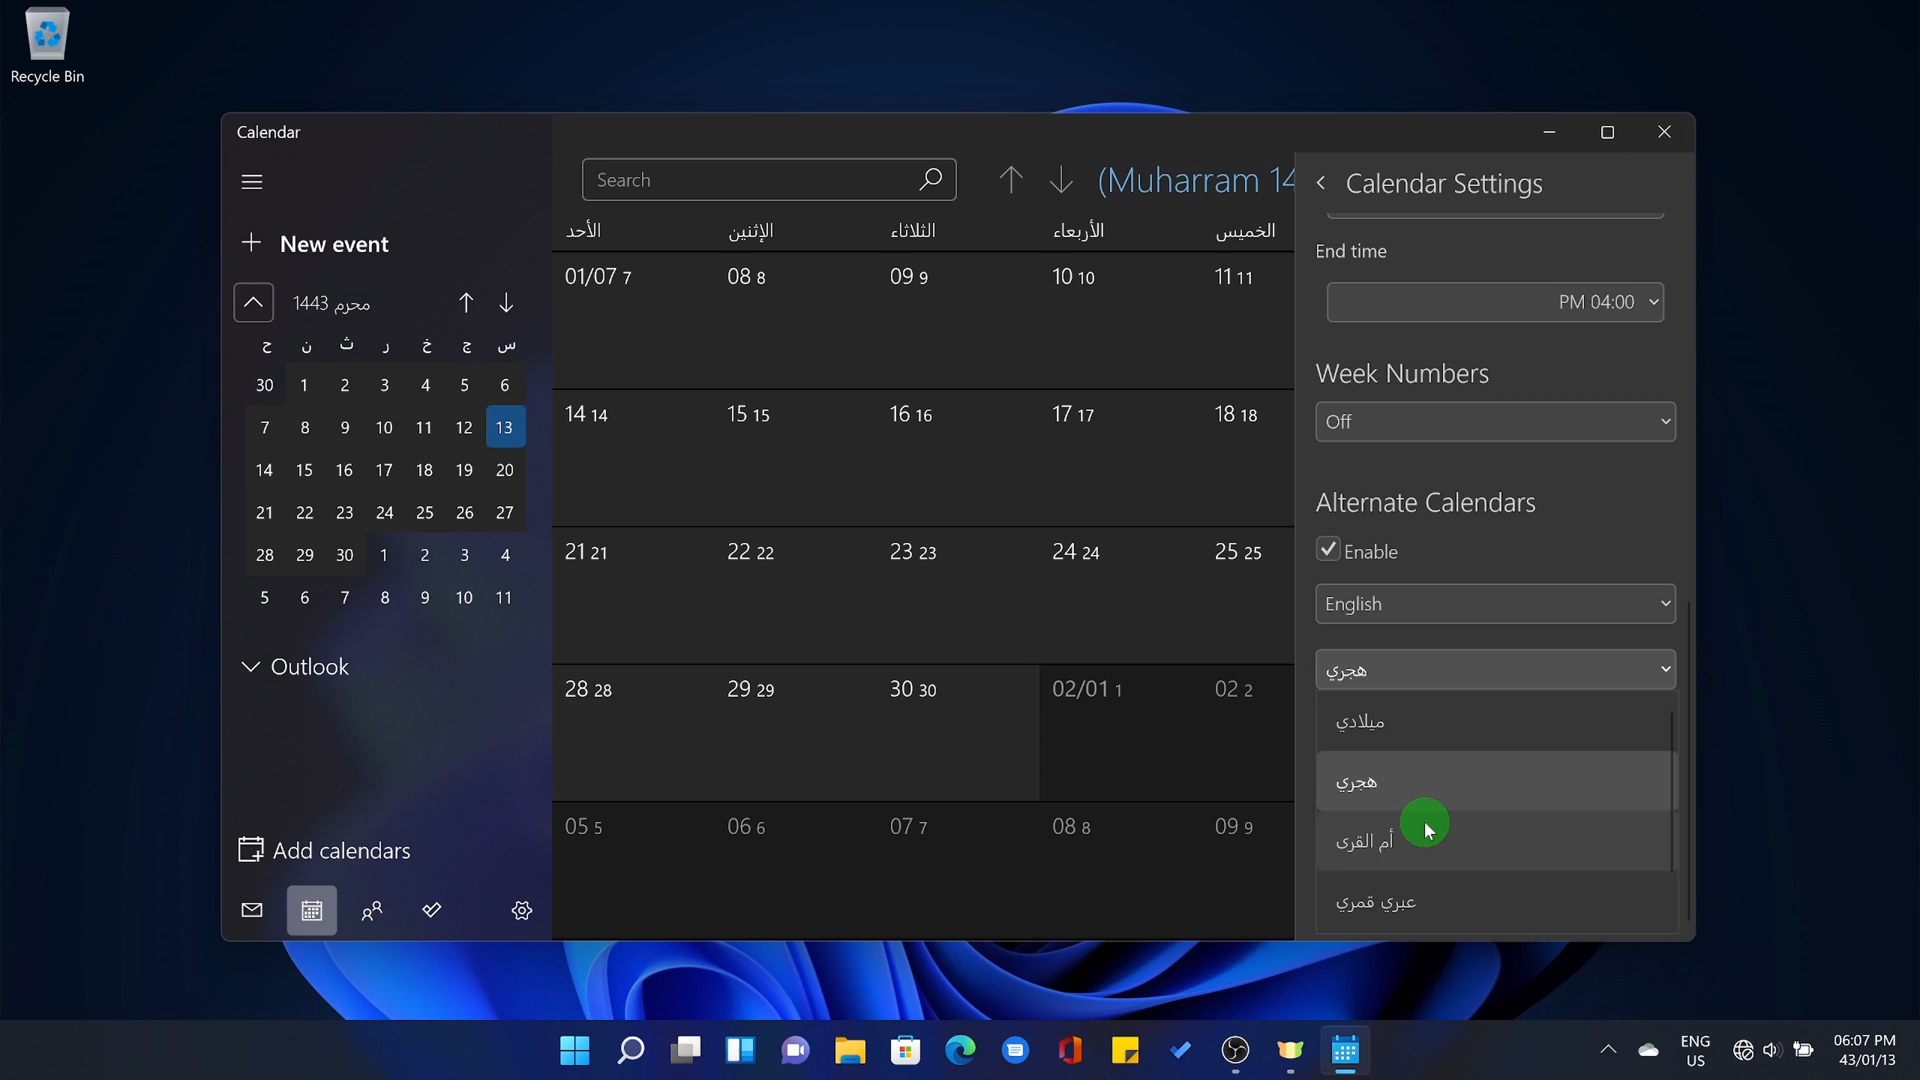 Recycle Bin
Calendar
New event
محرم 1443
ح ن ث ر خ ج س
30 1 2 3 4 5 6
7 8 9 10 11 12 13
14 15 16 17 18 19 20
21 22 23 24 25 26 27
28 29 30 1 2 3 4
5 6 7 8 9 10 11
Outlook
Add calendars
Search
(Muharram 14
الأحد الإثنين الثلاثاء الأربعاء الخميس
01/07 7 08 8 09 9 10 10 11 11
14 14 15 15 16 16 17 17 18 18
21 21 22 22 23 23 24 24 25 25
28 28 29 29 30 30 02/01 1 02 2
05 5 06 6 07 7 08 8 09 9
Calendar Settings
End time
PM 04:00
Week Numbers
Off
Alternate Calendars
Enable
English
هجري
ميلادي
هجري
أم القرى
عبري قمري
ENG
US
06:07 PM
43/01/13